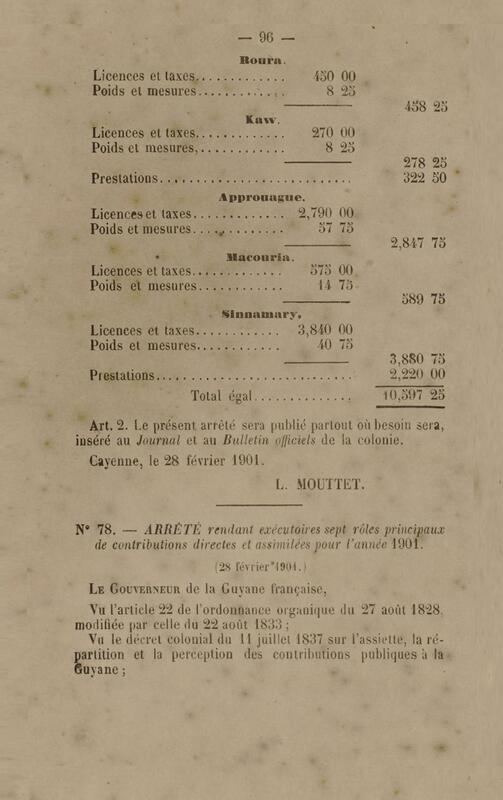 — 96 —
Roura.
Licences et taxes............. 450 00
Poids et mesures............. 8 25
458 25
Kaw.
Licences et taxes............. 270 00
Poids et mesures............. 8 25
278 25
Prestations............................ 322 50
Approuague.
Licences et taxes............. 2,790 00
Poids et mesures............. 57 75
2,847 75
Macouria.
Licences et taxes............. 575 00
Poids et mesures............. 14 75
589 75
Sinnamary.
Licences et taxes............ 3,840 00
Poids et mesures............ 40 75
3,880 75
Prestations............................ 2,220 00
Total égal.............. 10,597 25
Art. 2. Le présent arrêté sera publié partout où besoin sera,
inséré au Journal et au Bulletin officiels de la colonie.
Cayenne, le 28 février 1901.
L. MOUTTET.
N° 78. — ARRÊTÉ rendant exécutoires sept rôles principaux
de contributions directes et assimilées pour l'année 1901.
(28 février 1901.)
LE GOUVERNEUR de la Guyane française,
Vu l'article 22 de l'ordonnance organique du 27 août 1828,
modifiée par celle du 22 août 1833 ;
Vu le décret colonial du 11 juillet 1837 sur l'assiette, la ré-
partition et la perception des contributions publiques à la
Guyane ;